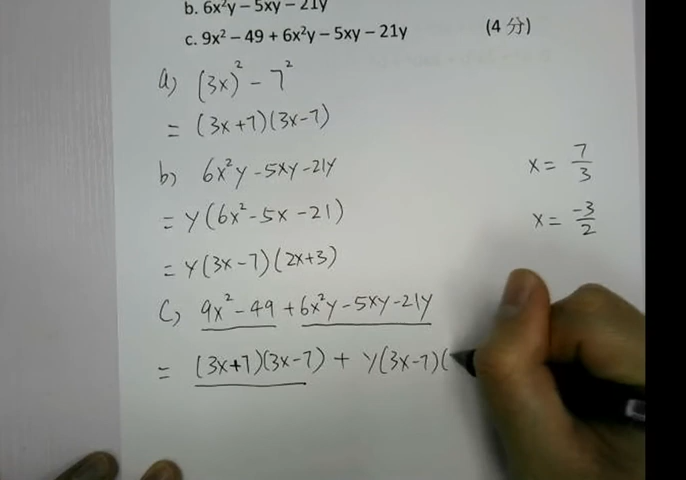 b. 6x²y – 5xy – 21y
c. 9x² – 49 + 6x²y – 5xy – 21y (4 分)
a) (3x)² - 7²
= (3x+7)(3x-7)
b) 6x²y -5xy -21y
x = 7/3
= y(6x²-5x -21)
x = -3/2
= y(3x-7)(2x+3)
c) 9x² -49 +6x²y -5xy -21y
= (3x+7)(3x-7) + y(3x-7)(